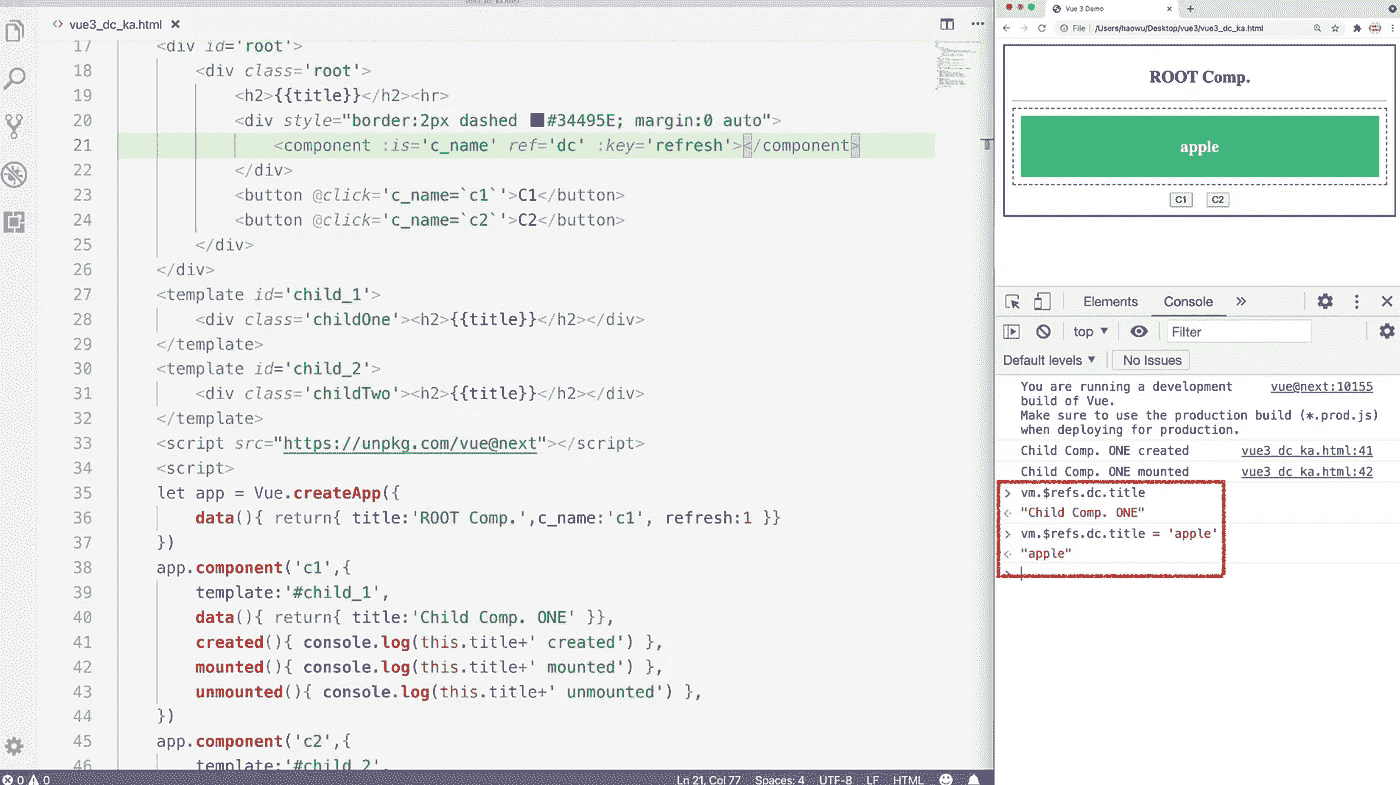 vue3_dc_ka.html
17 <div id='root'>
18 <div class='root'>
19 <h2>{{title}}</h2><hr>
20 <div style="border:2px dashed #34495E; margin:0 auto">
21 <component :is='c_name' ref='dc' :key='refresh'></component>
22 </div>
23 <button @click='c_name=`c1`'>C1</button>
24 <button @click='c_name=`c2`'>C2</button>
25 </div>
26 </div>
27 <template id='child_1'>
28 <div class='childOne'><h2>{{title}}</h2></div>
29 </template>
30 <template id='child_2'>
31 <div class='childTwo'><h2>{{title}}</h2></div>
32 </template>
33 <script src="https://unpkg.com/vue@next"></script>
34 <script>
35 let app = Vue.createApp({
36 data(){ return{ title:'ROOT Comp.',c_name:'c1', refresh:1 }}
37 })
38 app.component('c1',{
39 template:'#child_1',
40 data(){ return{ title:'Child Comp. ONE' }},
41 created(){ console.log(this.title+' created') },
42 mounted(){ console.log(this.title+' mounted') },
43 unmounted(){ console.log(this.title+' unmounted') },
44 })
45 app.component('c2',{
46 template:'#child_2',
0 0
Ln 21, Col 77 Spaces: 4 UTF-8 LF HTML
Vue 3 Demo
File /Users/haowu/Desktop/vue3/vue3_dc_ka.html
ROOT Comp.
apple
C1 C2
Elements Console
top Filter
Default levels No Issues
You are running a development vue@next:10155
build of Vue.
Make sure to use the production build (*.prod.js)
when deploying for production.
Child Comp. ONE created vue3_dc_ka.html:41
Child Comp. ONE mounted vue3_dc_ka.html:42
> vm.$refs.dc.title
"Child Comp. ONE"
> vm.$refs.dc.title = 'apple'
"apple"
>